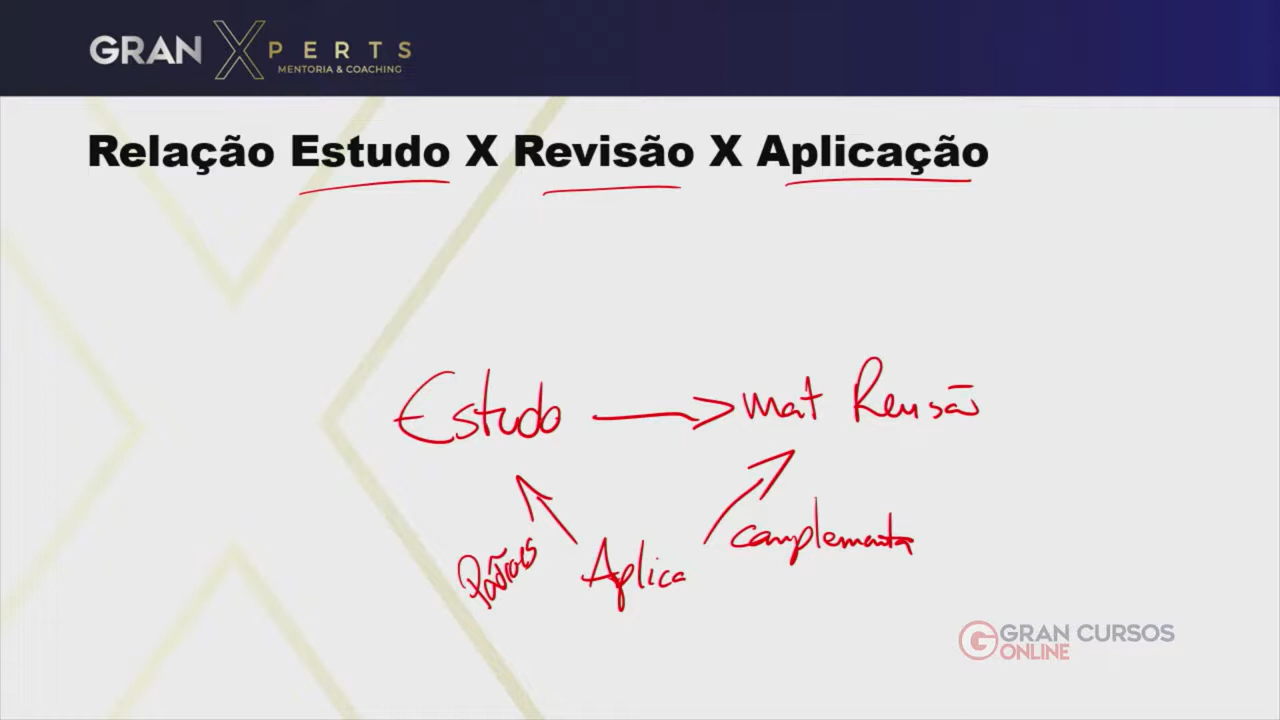 GRAN XPERTS
MENTORIA & COACHING
Relação Estudo X Revisão X Aplicação
Estudo → mat Revisão
Padrões Aplica complementa
GRAN CURSOS
ONLINE